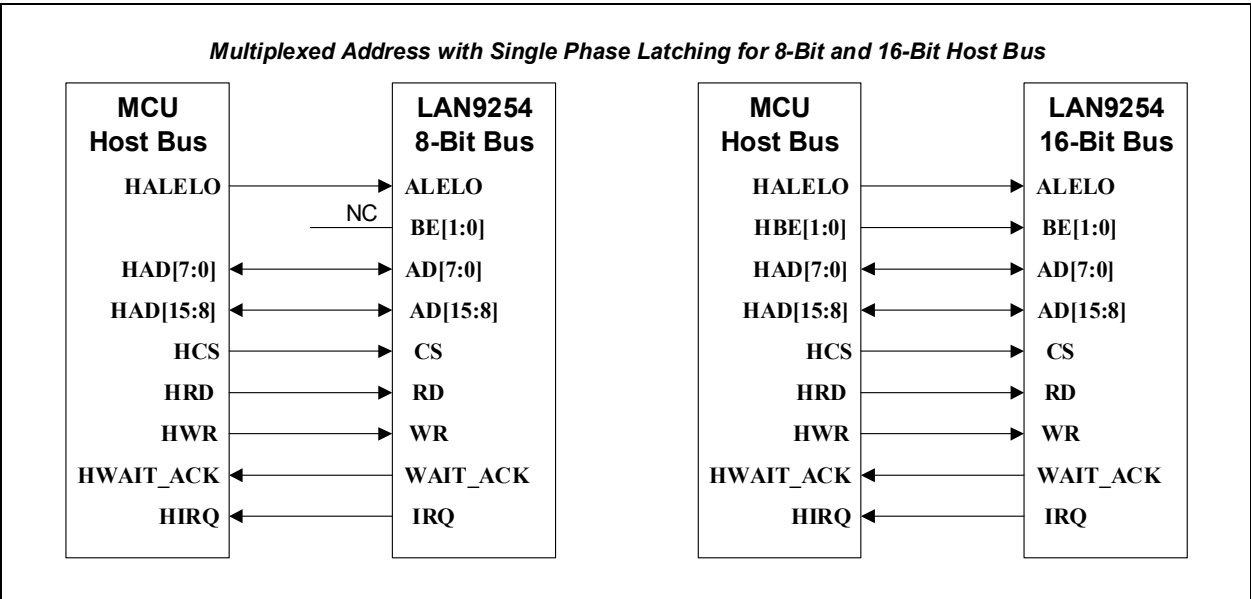 Multiplexed Address with Single Phase Latching for 8-Bit and 16-Bit Host Bus
MCU
Host Bus
HALELO
HAD[7:0]
HAD[15:8]
HCS
HRD
HWR
HWAIT_ACK
HIRQ
NC
LAN9254
8-Bit Bus
ALELO
BE[1:0]
AD[7:0]
AD[15:8]
CS
RD
WR
WAIT_ACK
IRQ
MCU
Host Bus
HALELO
HBE[1:0]
HAD[7:0]
HAD[15:8]
HCS
HRD
HWR
HWAIT_ACK
HIRQ
LAN9254
16-Bit Bus
ALELO
BE[1:0]
AD[7:0]
AD[15:8]
CS
RD
WR
WAIT_ACK
IRQ